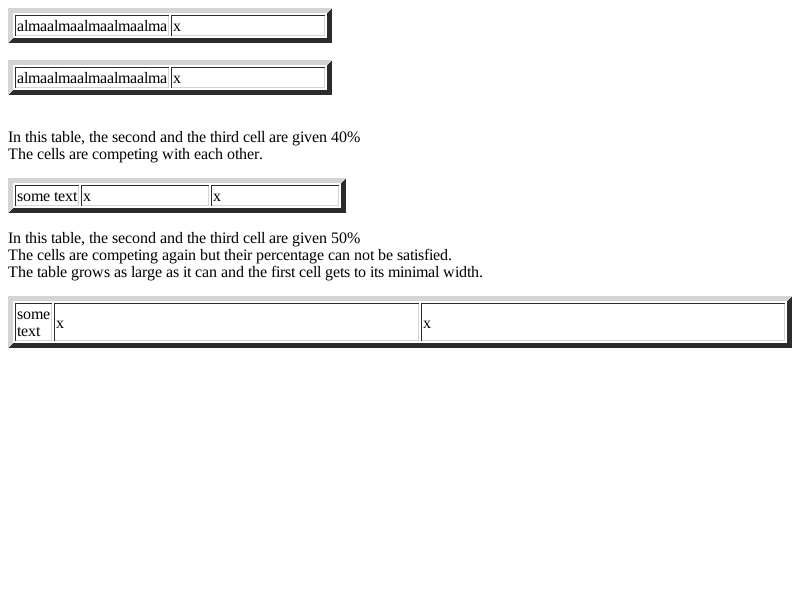 almaalmaalmaalmaalma x
almaalmaalmaalmaalma x
In this table, the second and the third cell are given 40%
The cells are competing with each other.
some text x x
In this table, the second and the third cell are given 50%
The cells are competing again but their percentage can not be satisfied.
The table grows as large as it can and the first cell gets to its minimal width.
some
text x x